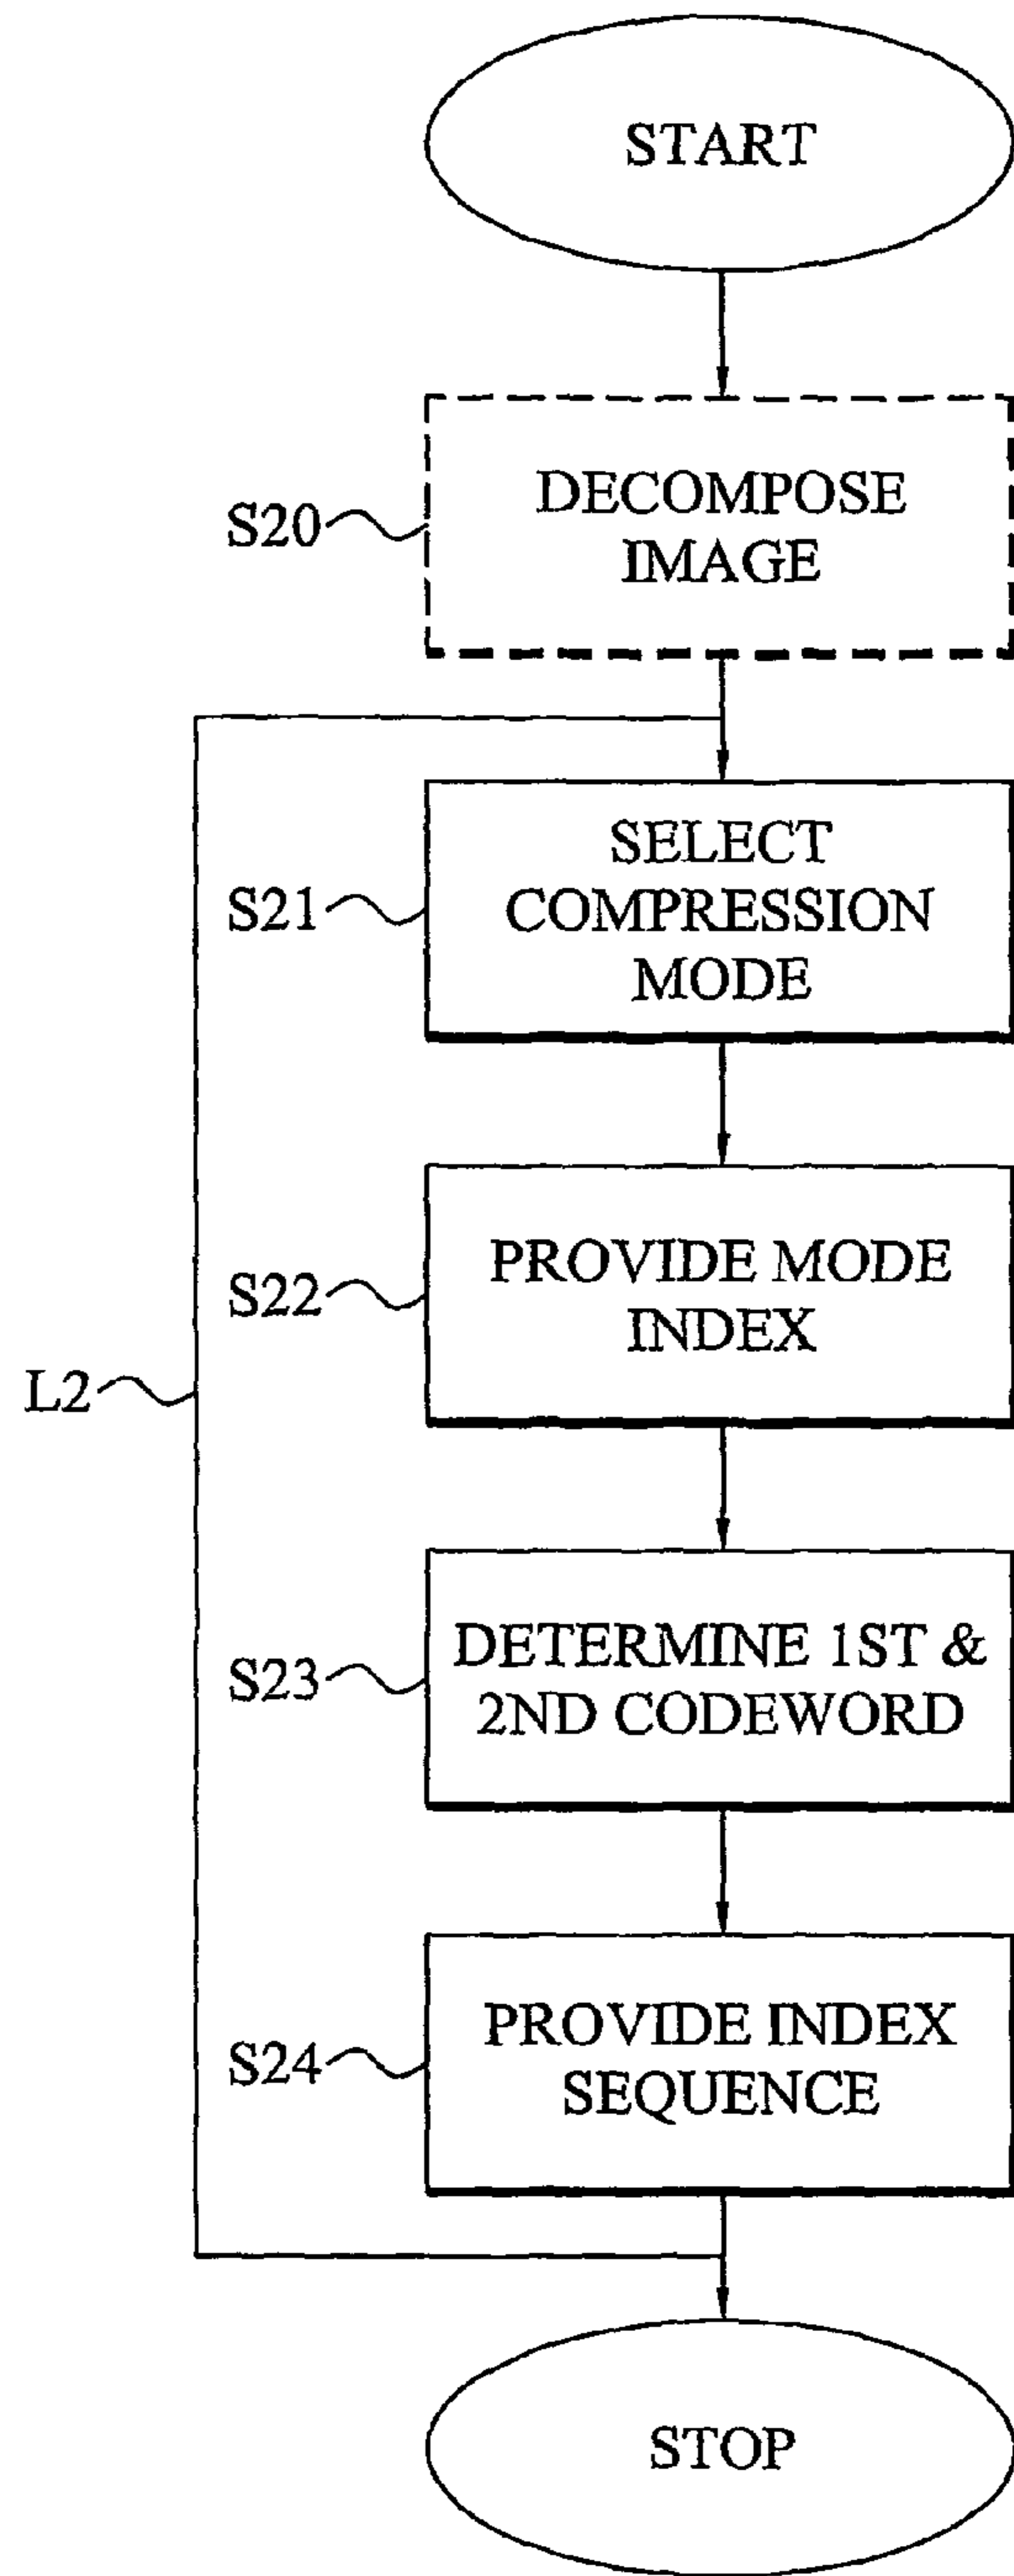 START
S20
DECOMPOSE
IMAGE
S21
SELECT
COMPRESSION
MODE
S22
PROVIDE MODE
INDEX
L2
S23
DETERMINE 1ST &
2ND CODEWORD
S24
PROVIDE INDEX
SEQUENCE
STOP